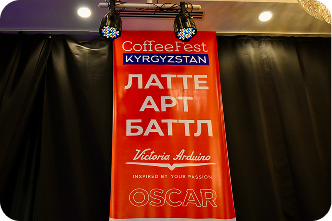 CoffeeFest
KYRGYZSTAN
ЛАТТЕ
АРТ
БАТТЛ
Victoria Arduino
INSPIRED BY YOUR PASSION
OSCAR